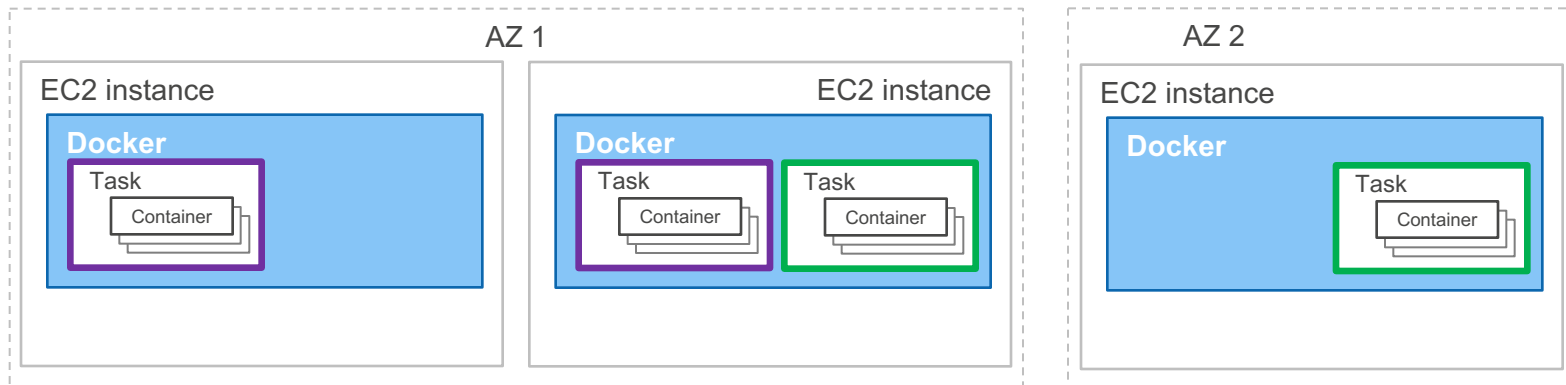 AZ 1
EC2 instance
Docker
Task
Container
EC2 instance
Docker
Task
Container
Task
Container
AZ 2
EC2 instance
Docker
Task
Container